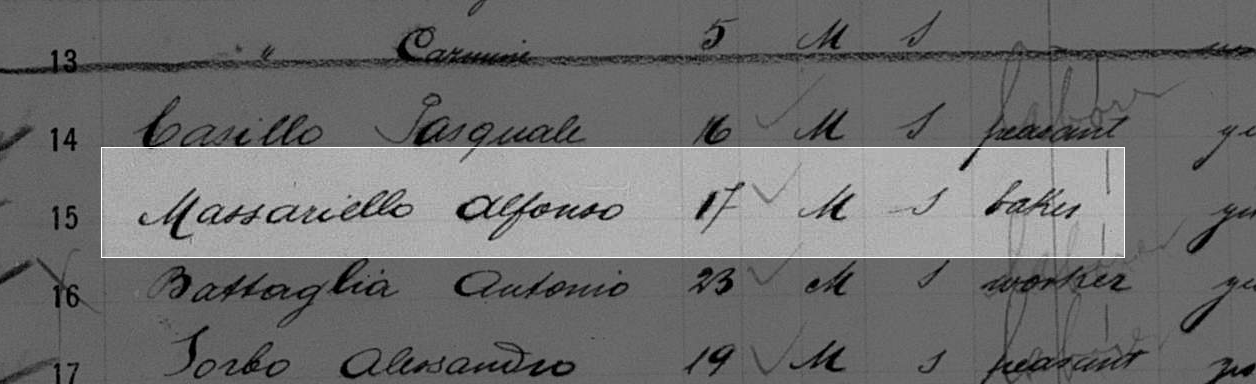 13 " Carmine 5 M S
14 Casillo Pasquale 16 M S peasant
15 Massariello Alfonso 17 M S baker
16 Battaglia Antonio 23 M S worker
17 Sorbo Alessandro 19 M S peasant